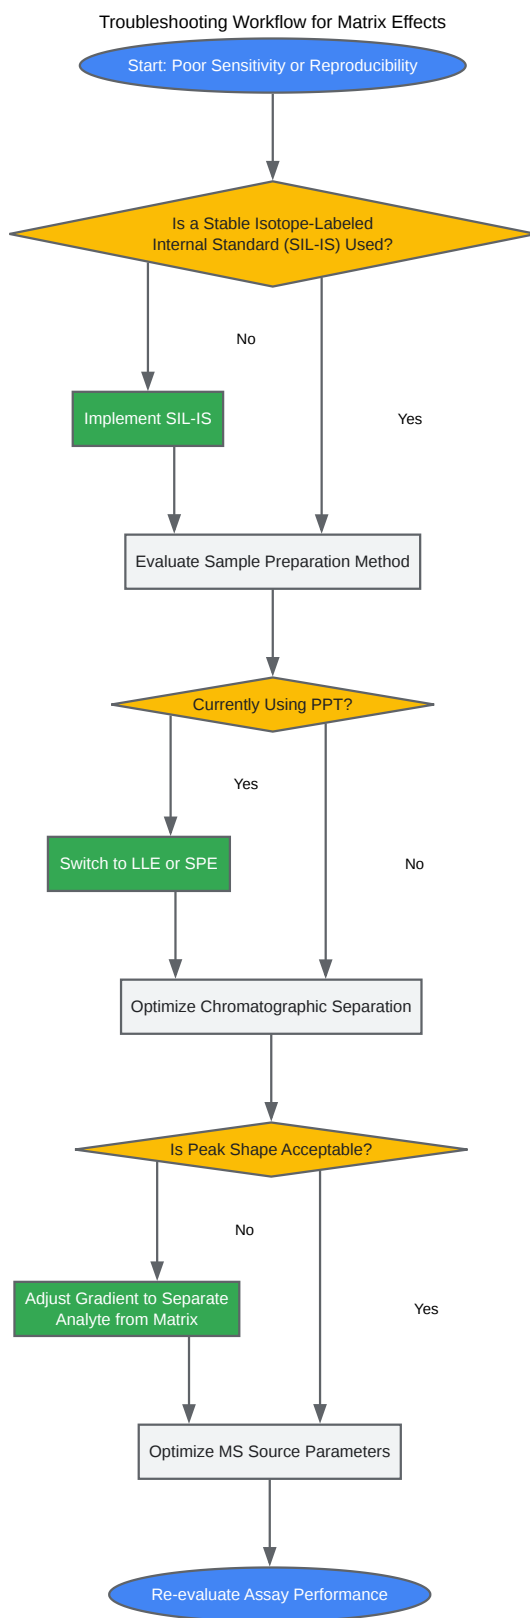 Troubleshooting Workflow for Matrix Effects
Start: Poor Sensitivity or Reproducibility
Is a Stable Isotope-Labeled
Internal Standard (SIL-IS) Used?
No
Implement SIL-IS
Yes
Evaluate Sample Preparation Method
Currently Using PPT?
Yes
Switch to LLE or SPE
No
Optimize Chromatographic Separation
Is Peak Shape Acceptable?
No
Adjust Gradient to Separate
Analyte from Matrix
Yes
Optimize MS Source Parameters
Re-evaluate Assay Performance